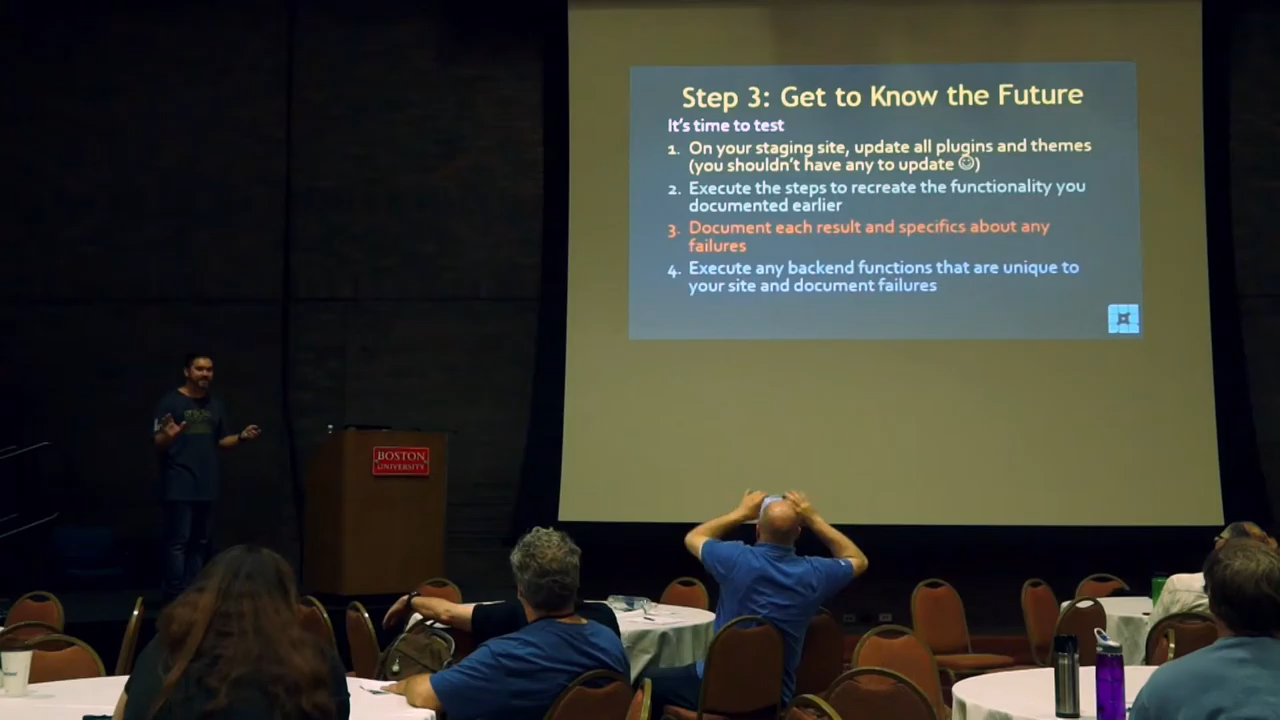 Step 3: Get to Know the Future
It's time to test
1. On your staging site, update all plugins and themes
(you shouldn't have any to update ☺)
2. Execute the steps to recreate the functionality you
documented earlier
3. Document each result and specifics about any
failures
4. Execute any backend functions that are unique to
your site and document failures
BOSTON
UNIVERSITY